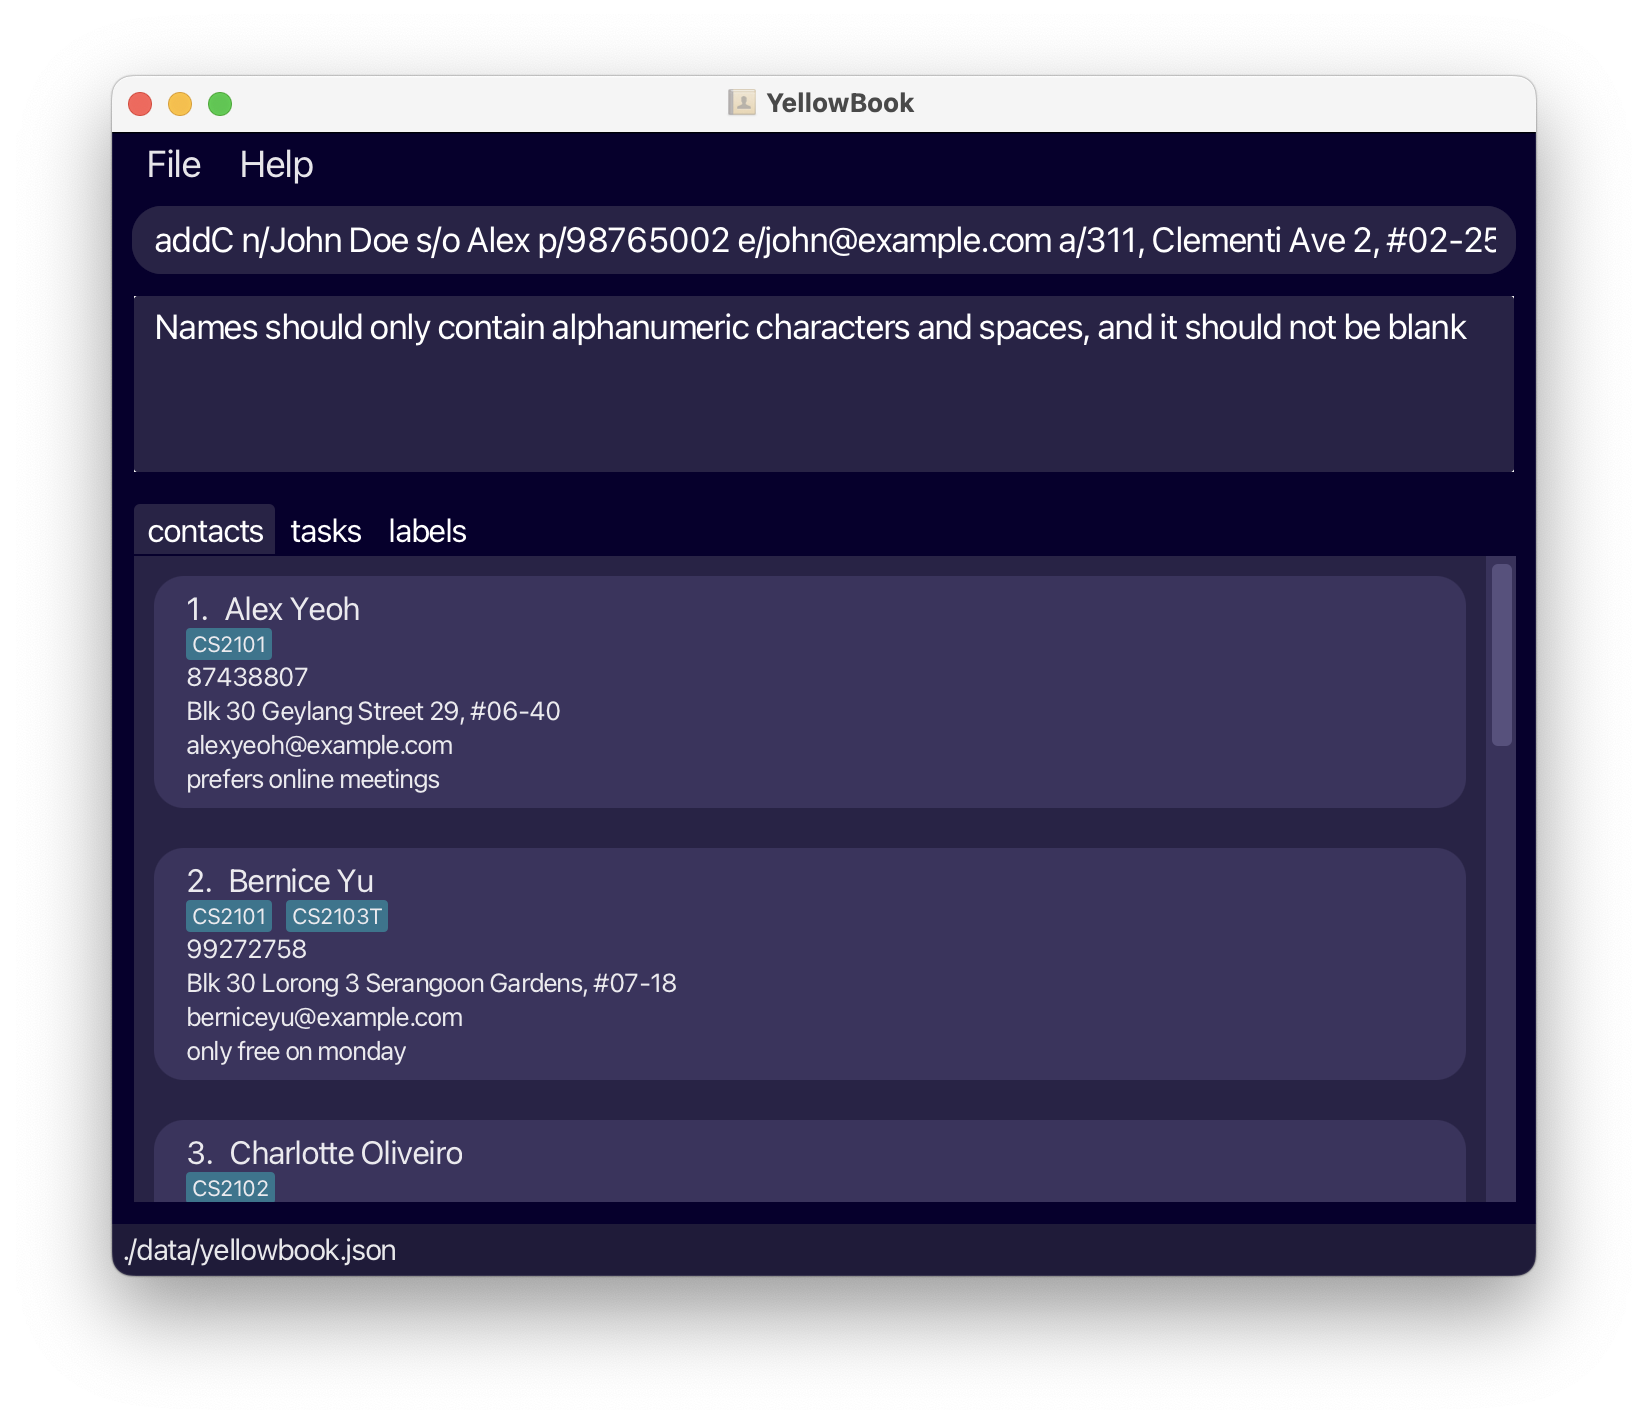 YellowBook
File Help
addC n/John Doe s/o Alex p/98765002 e/john@example.com a/311, Clementi Ave 2, #02-25
Names should only contain alphanumeric characters and spaces, and it should not be blank
contacts tasks labels
1. Alex Yeoh
CS2101
87438807
Blk 30 Geylang Street 29, #06-40
alexyeoh@example.com
prefers online meetings
2. Bernice Yu
CS2101 CS2103T
99272758
Blk 30 Lorong 3 Serangoon Gardens, #07-18
berniceyu@example.com
only free on monday
3. Charlotte Oliveiro
CS2102
./data/yellowbook.json